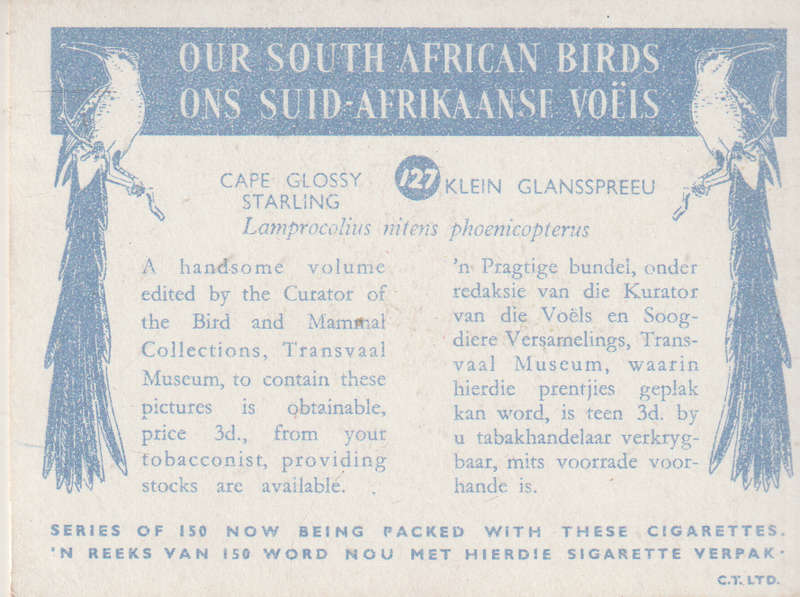 OUR SOUTH AFRICAN BIRDS
ONS SUID-AFRIKAANSE VOËLS
CAPE GLOSSY
STARLING
127
KLEIN GLANSSPREEU
Lamprocolius nitens phoenicopterus
A handsome volume
edited by the Curator of
the Bird and Mammal
Collections, Transvaal
Museum, to contain these
pictures is obtainable,
price 3d., from your
tobacconist, providing
stocks are available.
'n Pragtige bundel, onder
redaksie van die Kurator
van die Voëls en Soog-
diere Versamelings, Trans-
vaal Museum, waarin
hierdie prentjies geplak
kan word, is teen 3d. by
u tabakhandelaar verkryg-
baar, mits voorrade voor-
hande is.
SERIES OF 150 NOW BEING PACKED WITH THESE CIGARETTES.
'N REEKS VAN 150 WORD NOU MET HIERDIE SIGARETTE VERPAK.
C.T. LTD.